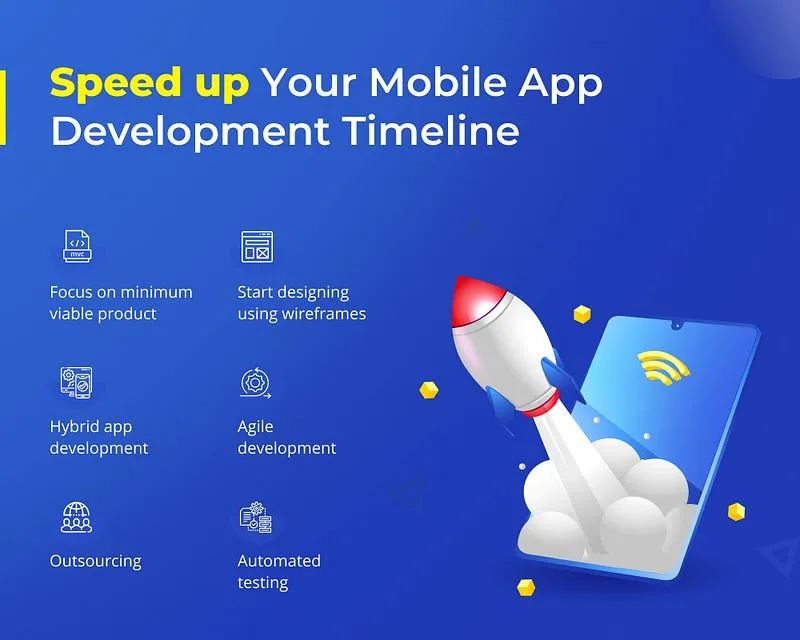 Speed up Your Mobile App
Development Timeline
mvc
Focus on minimum
viable product
Start designing
using wireframes
Hybrid app
development
Agile
development
Outsourcing
Automated
testing